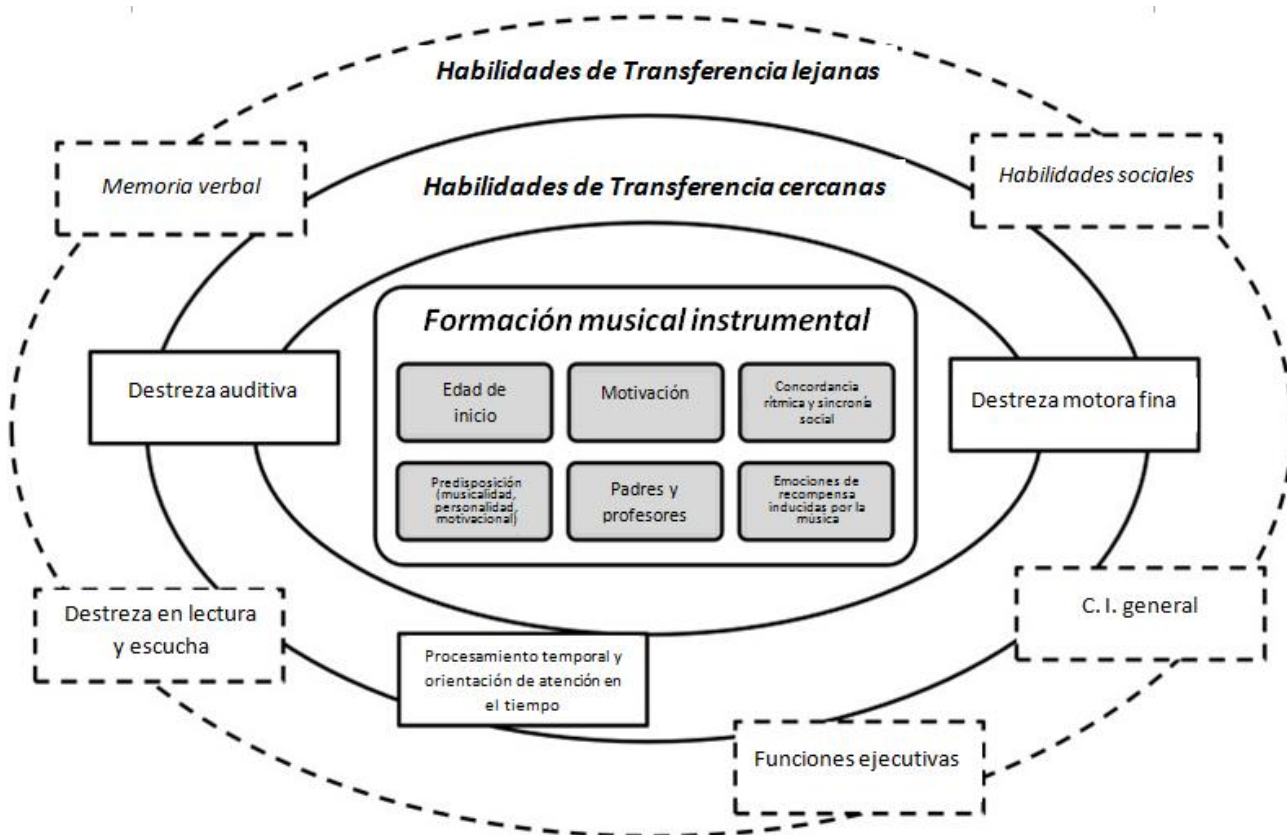 Habilidades de Transferencia lejanas
Memoria verbal
Habilidades sociales
Habilidades de Transferencia cercanas
Formación musical instrumental
Destreza auditiva
Edad de
inicio
Motivación
Concordancia
rítmica y sincronía
social
Destreza motora fina
Predisposición
(musicalidad,
personalidad,
motivacional)
Padres y
profesores
Emociones de
recompensa
inducidas por la
música
Destreza en lectura
y escucha
C. I. general
Procesamiento temporal y
orientación de atención en
el tiempo
Funciones ejecutivas